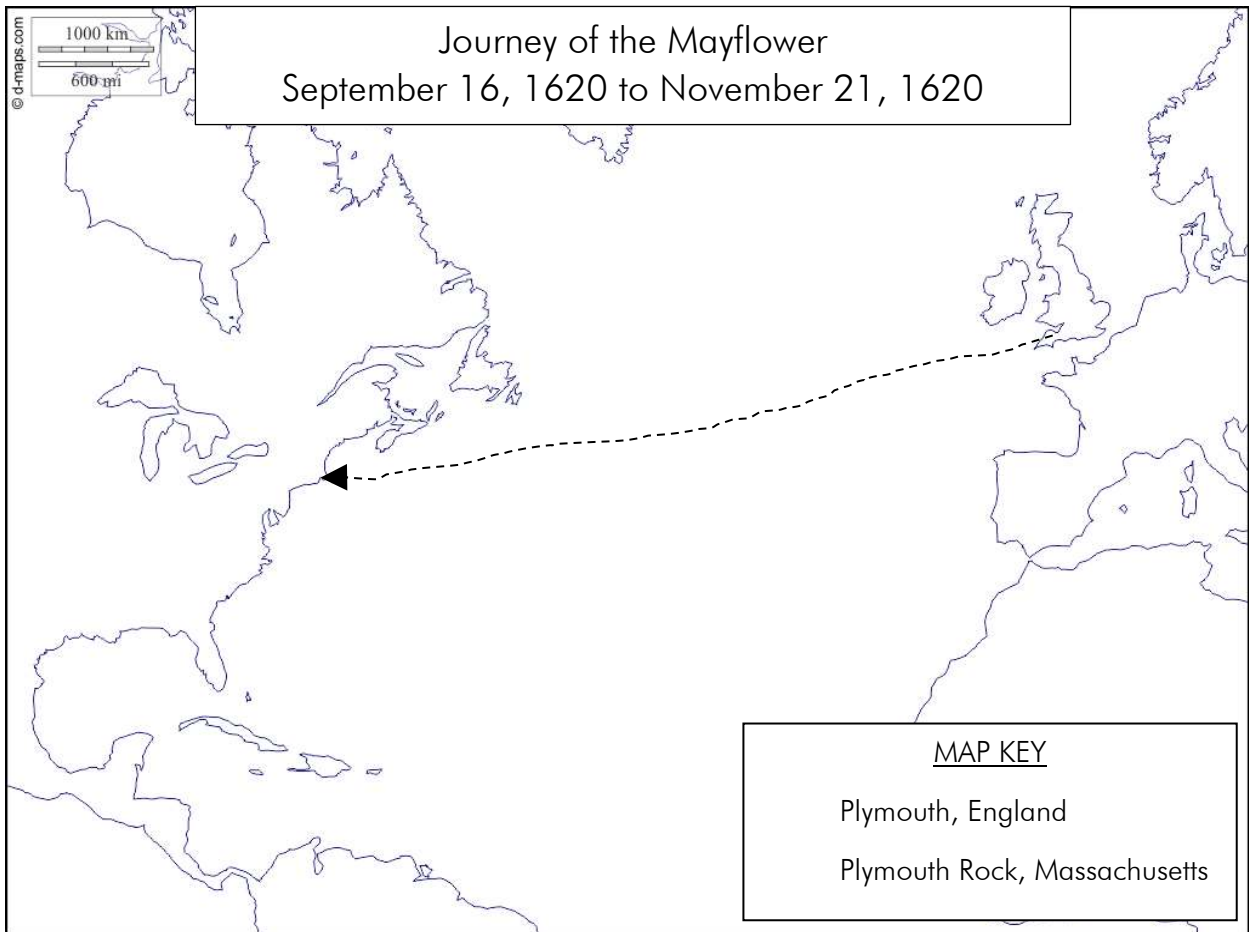 © d-maps.com
1000 km
600 mi
Journey of the Mayflower
September 16, 1620 to November 21, 1620
MAP KEY
Plymouth, England
Plymouth Rock, Massachusetts